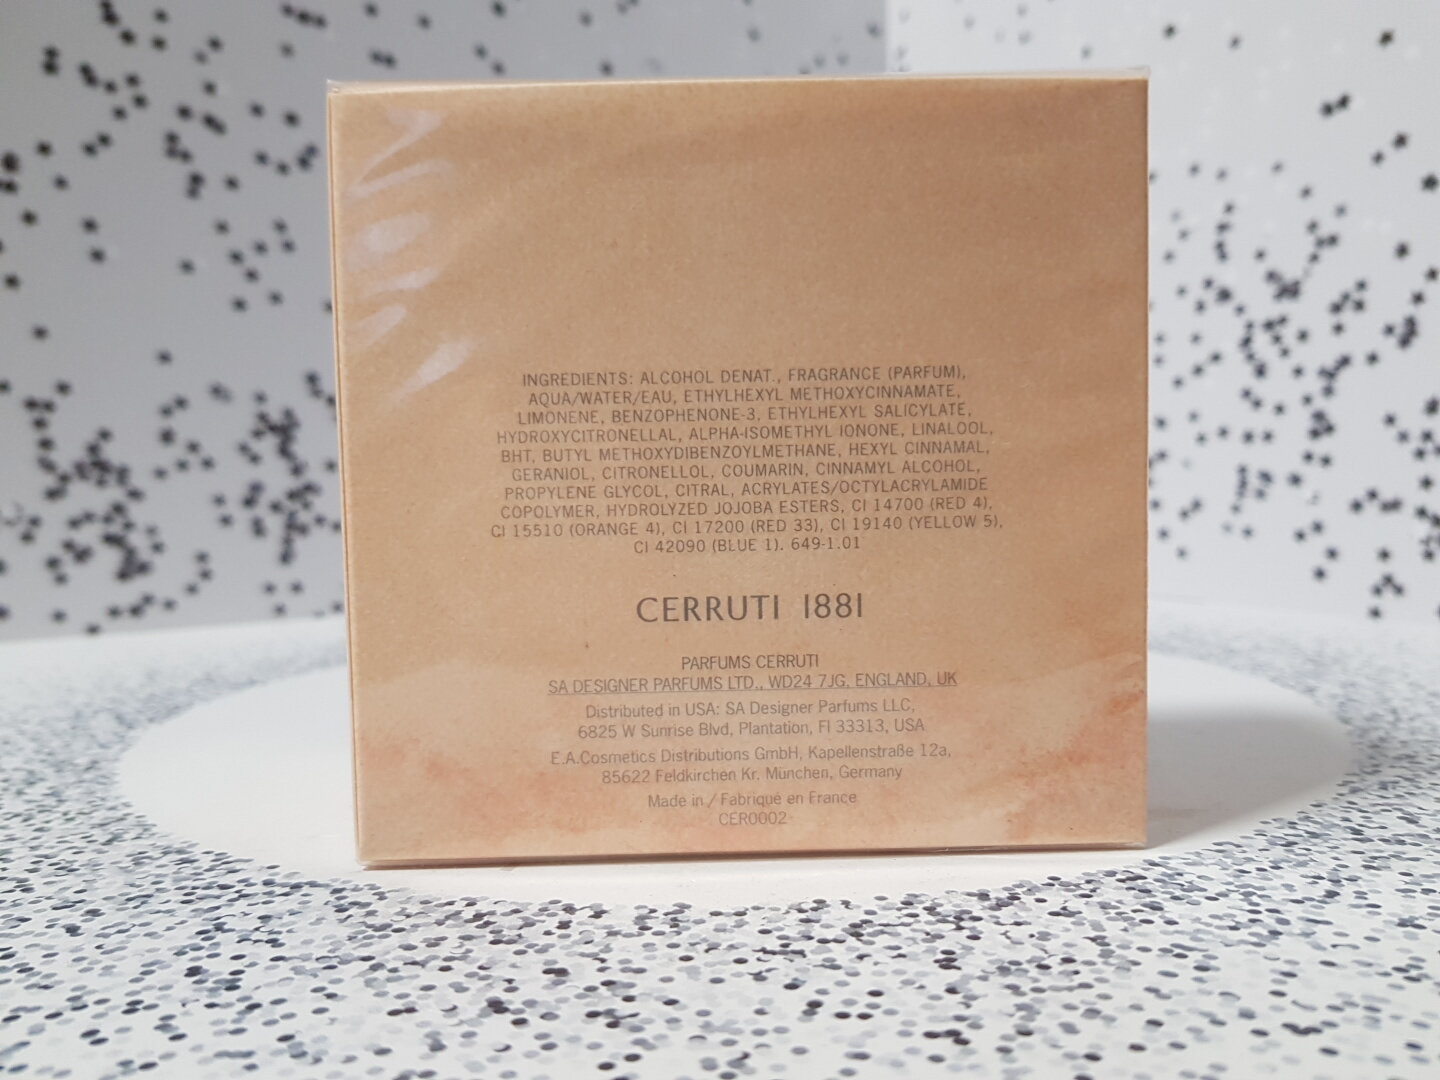 INGREDIENTS: ALCOHOL DENAT., FRAGRANCE (PARFUM),
AQUA/WATER/EAU, ETHYLHEXYL METHOXYCINNAMATE,
LIMONENE, BENZOPHENONE-3, ETHYLHEXYL SALICYLATE,
HYDROXYCITRONELLAL, ALPHA-ISOMETHYL IONONE, LINALOOL,
BHT, BUTYL METHOXYDIBENZOYLMETHANE, HEXYL CINNAMAL,
GERANIOL, CITRONELLOL, COUMARIN, CINNAMYL ALCOHOL,
PROPYLENE GLYCOL, CITRAL, ACRYLATES/OCTYLACRYLAMIDE
COPOLYMER, HYDROLYZED JOJOBA ESTERS, CI 14700 (RED 4),
CI 15510 (ORANGE 4), CI 17200 (RED 33), CI 19140 (YELLOW 5),
CI 42090 (BLUE 1). 649-1.01
CERRUTI 1881
PARFUMS CERRUTI
SA DESIGNER PARFUMS LTD., WD24 7JG, ENGLAND, UK
Distributed in USA: SA Designer Parfums LLC,
6825 W Sunrise Blvd, Plantation, Fl 33313, USA
E.A.Cosmetics Distributions GmbH, Kapellenstraße 12a,
85622 Feldkirchen Kr. München, Germany
Made in / Fabriqué en France
CER0002